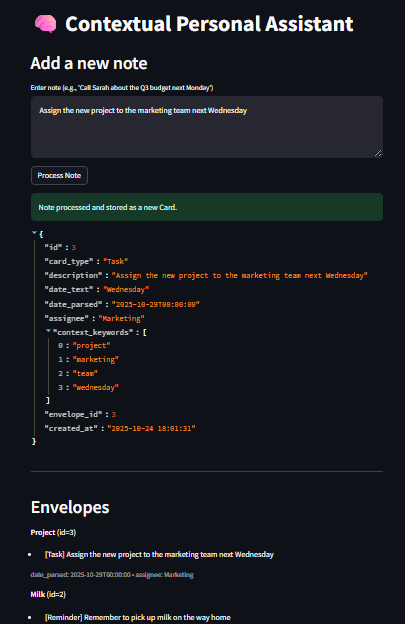 🧠 Contextual Personal Assistant
Add a new note
Enter note (e.g., 'Call Sarah about the Q3 budget next Monday')
Assign the new project to the marketing team next Wednesday
Process Note
Note processed and stored as a new Card.
{
"id" : 3
"card_type" : "Task"
"description" : "Assign the new project to the marketing team next Wednesday"
"date_text" : "Wednesday"
"date_parsed" : "2025-10-29T00:00:00"
"assignee" : "Marketing"
"context_keywords" : [
0 : "project"
1 : "marketing"
2 : "team"
3 : "wednesday"
]
"envelope_id" : 3
"created_at" : "2025-10-24 18:01:31"
}
Envelopes
Project (id=3)
• [Task] Assign the new project to the marketing team next Wednesday
date_parsed: 2025-10-29T00:00:00 • assignee: Marketing
Milk (id=2)
• [Reminder] Remember to pick up milk on the way home